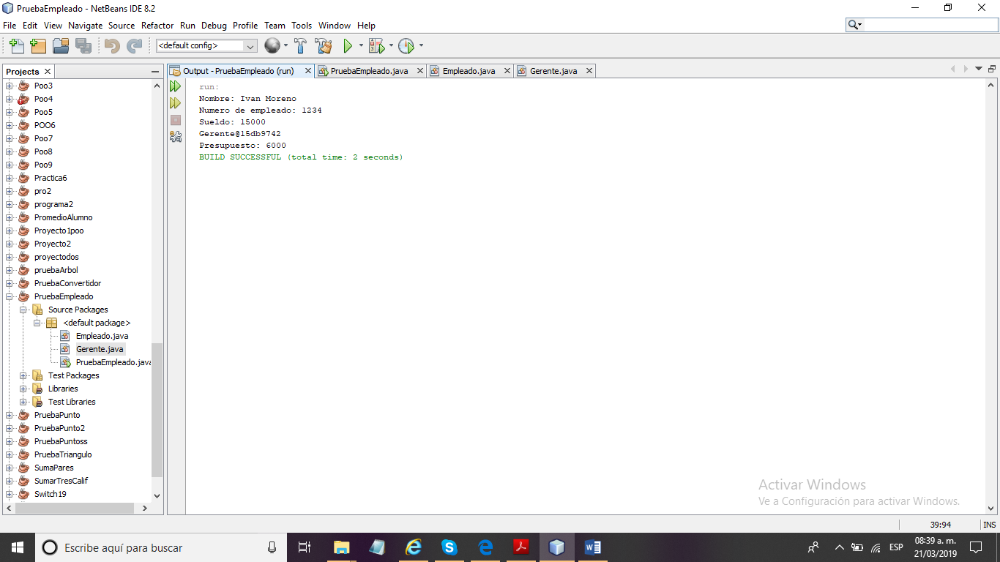 PruebaEmpleado - NetBeans IDE 8.2
File Edit View Navigate Source Refactor Run Debug Profile Team Tools Window Help
<default config>
Projects
Output - PruebaEmpleado (run)
PruebaEmpleado.java
Empleado.java
Gerente.java
Poo3
Poo4
Poo5
POO6
Poo7
Poo8
Poo9
Practica6
pro2
programa2
PromedioAlumno
Proyecto1poo
Proyecto2
proyectodos
pruebaArbol
PruebaConvertidor
PruebaEmpleado
Source Packages
<default package>
Empleado.java
Gerente.java
PruebaEmpleado.java
Test Packages
Libraries
Test Libraries
PruebaPunto
PruebaPunto2
PruebaPuntoss
PruebaTriangulo
SumaPares
SumarTresCalif
Switch19
run:
Nombre: Ivan Moreno
Numero de empleado: 1234
Sueldo: 15000
Gerente@15db9742
Presupuesto: 6000
BUILD SUCCESSFUL (total time: 2 seconds)
Activar Windows
Ve a Configuración para activar Windows.
39:94 INS
Escribe aquí para buscar
ESP
08:39 a. m.
21/03/2019